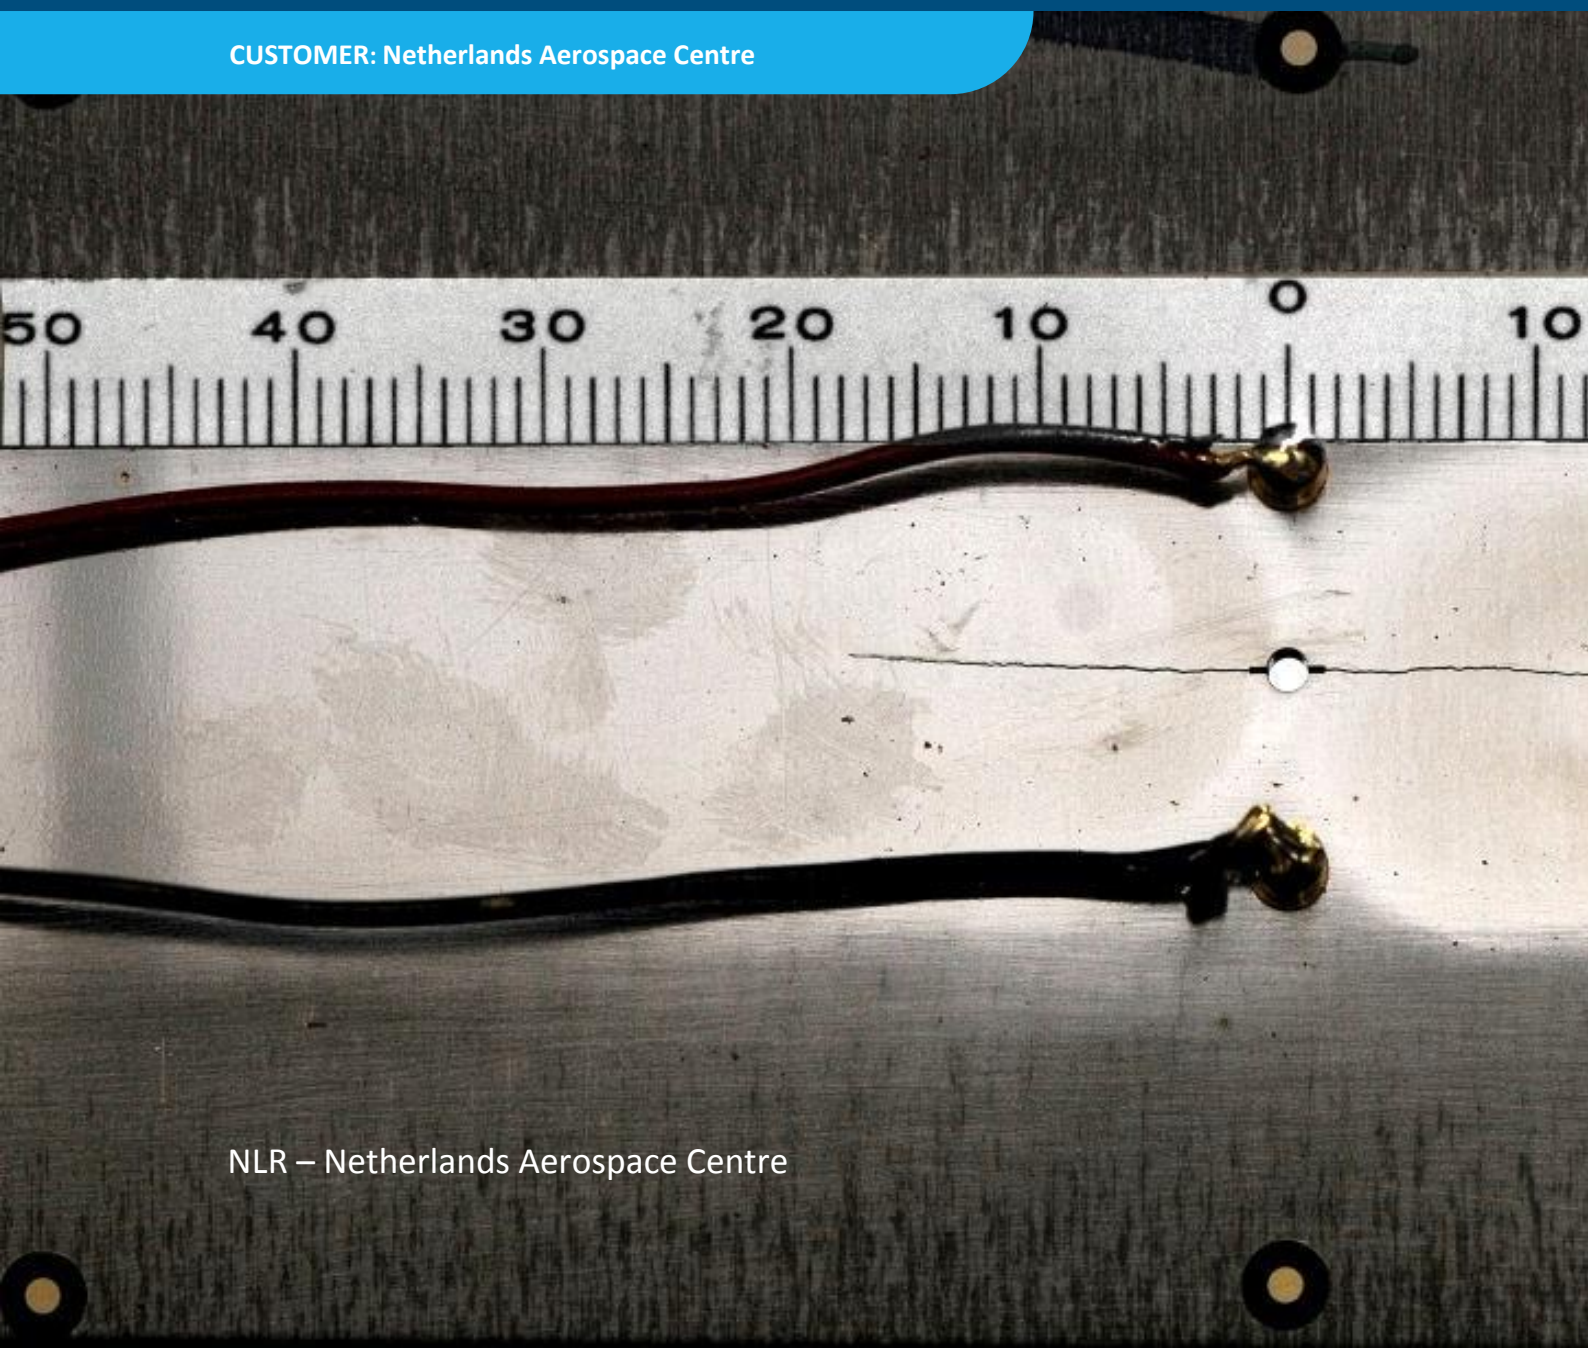 CUSTOMER: Netherlands Aerospace Centre
50 40 30 20 10 0 10
NLR – Netherlands Aerospace Centre